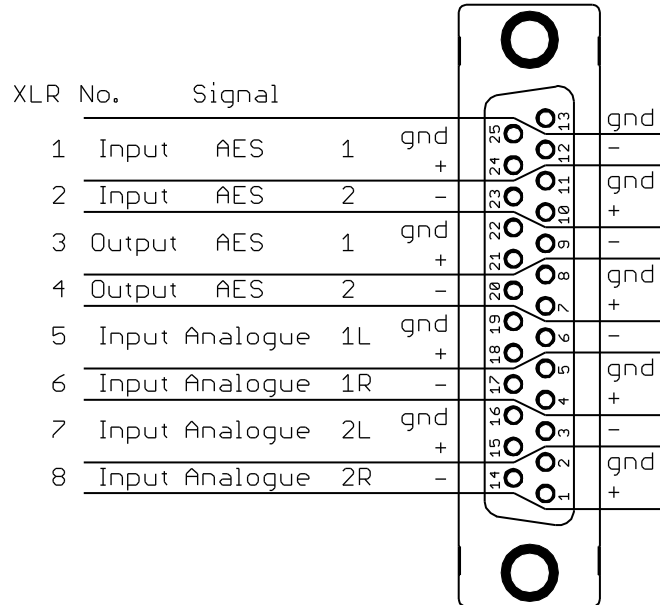 XLR No. Signal
13 gnd
25
1 Input AES 1 gnd 12 -
24 +
11 gnd
2 Input AES 2 - 23
10 +
22
3 Output AES 1 gnd 9 -
21 +
8 gnd
4 Output AES 2 - 20
7 +
19
5 Input Analogue 1L gnd 6 -
18 +
5 gnd
6 Input Analogue 1R - 17
4 +
16
7 Input Analogue 2L gnd 3 -
15 +
2 gnd
8 Input Analogue 2R - 14
1 +